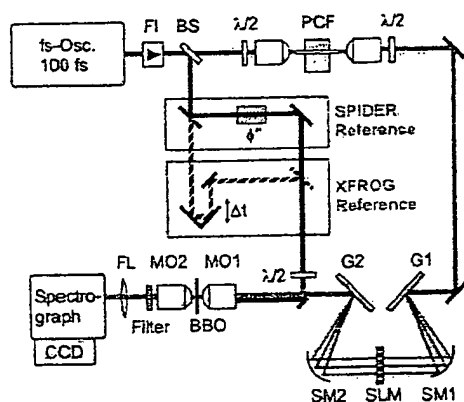 fs-Osc.
100 fs
FI
BS
λ/2
PCF
λ/2
SPIDER
Reference
ϕ"
XFROG
Reference
Δt
λ/2
G2
G1
FL
MO2
MO1
Spectro-
graph
Filter
BBO
CCD
SM2
SLM
SM1